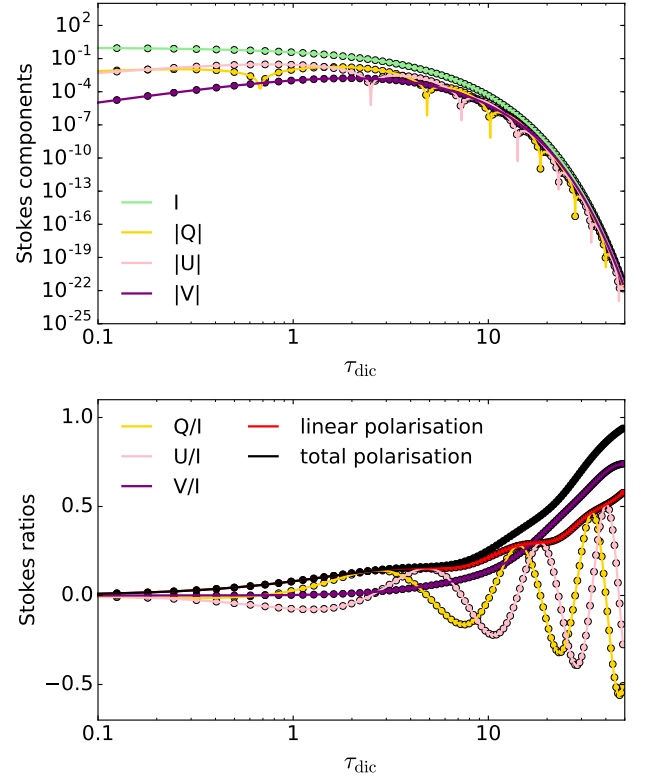 10^2
10^-1
10^-4
10^-7
10^-10
10^-13
10^-16
10^-19
10^-22
10^-25
Stokes components
I
|Q|
|U|
|V|
0.1 1 10
τ_dic
1.0
0.5
0.0
−0.5
Stokes ratios
Q/I linear polarisation
U/I total polarisation
V/I
0.1 1 10
τ_dic